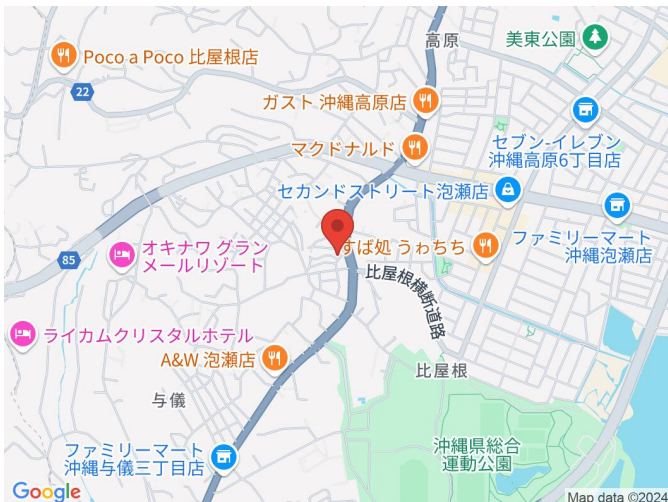 高原
美東公園
Poco a Poco 比屋根店
22
ガスト 沖縄高原店
セブン-イレブン
沖縄高原6丁目店
マクドナルド
セカンドストリート泡瀬店
ファミリーマート
沖縄泡瀬店
すば処 うゎちち
オキナワ グラン
メールリゾート
85
比屋根横断道路
ライカムクリスタルホテル
A&W 泡瀬店
比屋根
与儀
ファミリーマート
沖縄与儀三丁目店
沖縄県総合
運動公園
Google
Map data ©2024